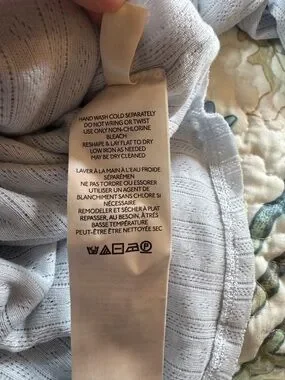 HAND WASH COLD SEPARATELY
DO NOT WRING OR TWIST
USE ONLY NON-CHLORINE
BLEACH
RESHAPE & LAY FLAT TO DRY
LOW IRON AS NEEDED
MAY BE DRY CLEANED
LAVER À LA MAIN À L'EAU FROIDE
SÉPARÉMEN
NE PAS TORDRE OU ESSORER
UTILISER UN AGENT DE
BLANCHIMENT SANS CHLORE SI
NÉCESSAIRE
REMODELER ET SÉCHER À PLAT
REPASSER, AU BESOIN, À TRÈS
BASSE TEMPÉRATURE
PEUT-ÊTRE ÊTRE NETTOYÉE SEC